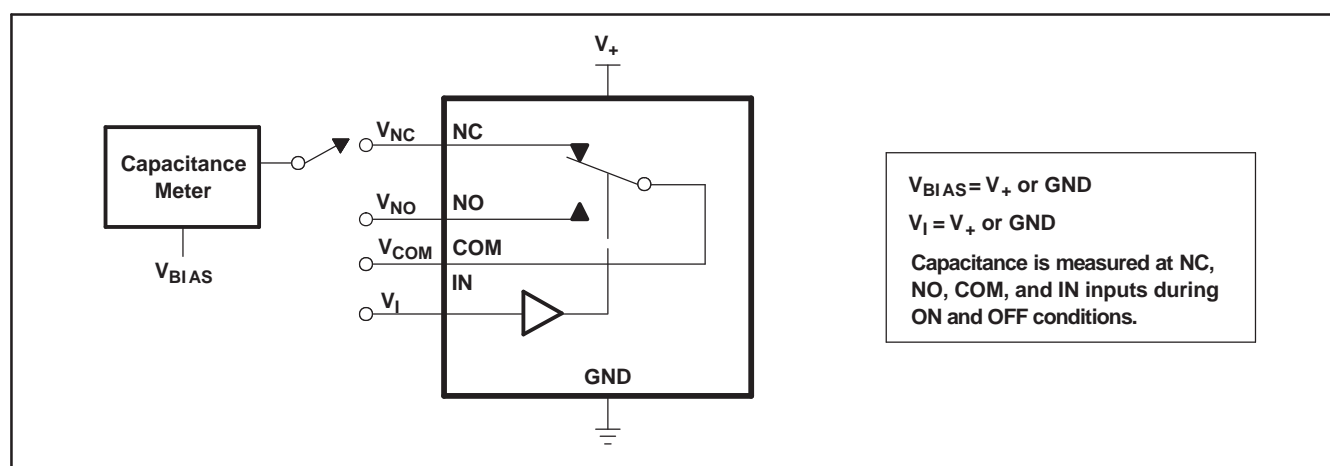 V+
Capacitance
Meter
VBIAS
VNC
NC
VNO
NO
VCOM
COM
IN
VI
GND
VBIAS = V+ or GND
VI = V+ or GND
Capacitance is measured at NC,
NO, COM, and IN inputs during
ON and OFF conditions.